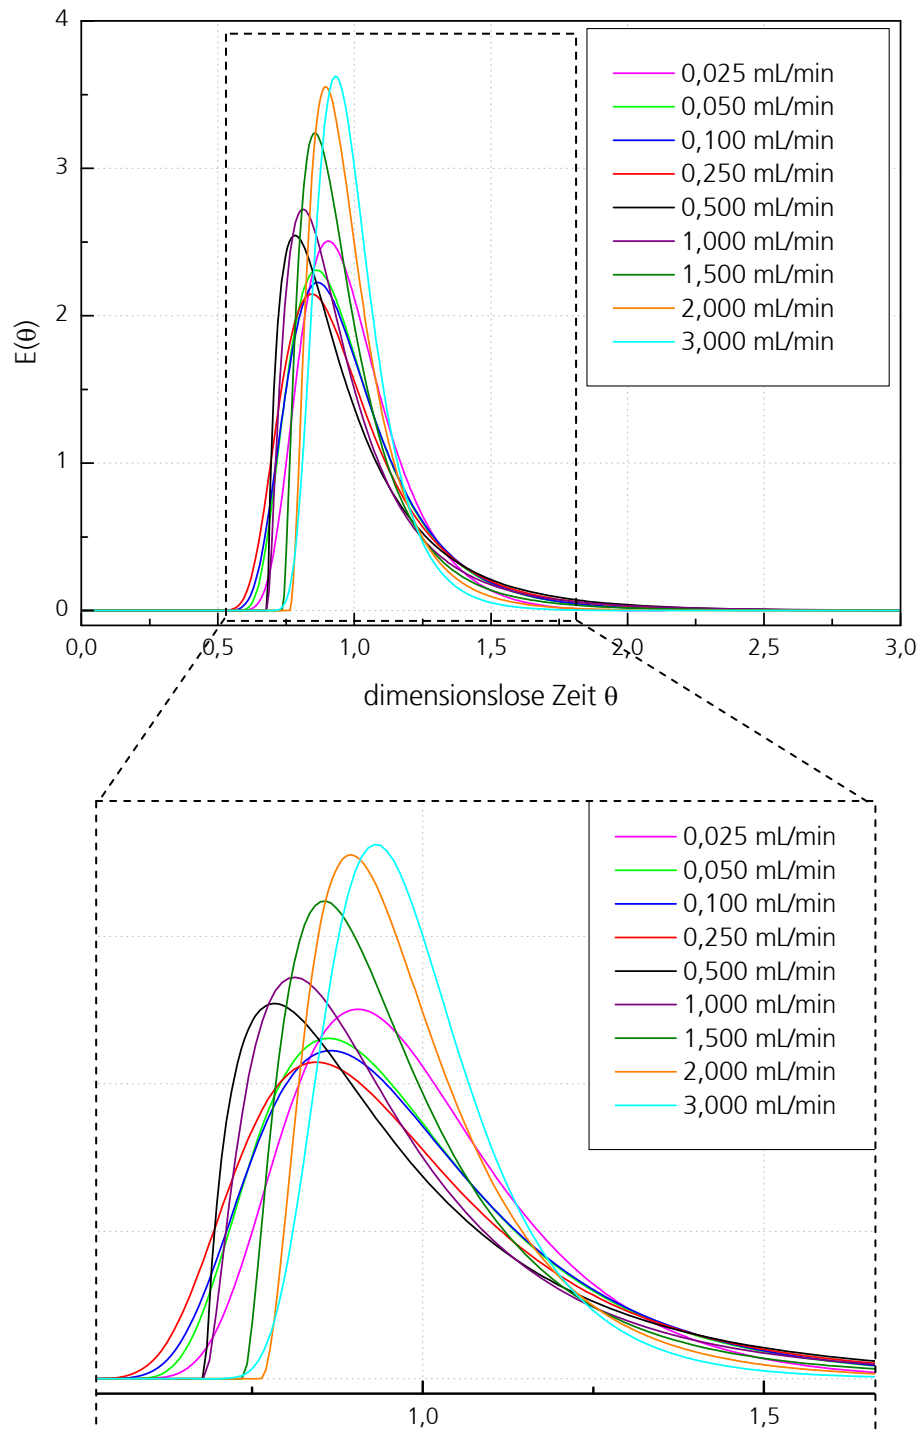 4
3
2
1
0
E(θ)
0,025 mL/min
0,050 mL/min
0,100 mL/min
0,250 mL/min
0,500 mL/min
1,000 mL/min
1,500 mL/min
2,000 mL/min
3,000 mL/min
0,0 0,5 1,0 1,5 2,0 2,5 3,0
dimensionslose Zeit θ
0,025 mL/min
0,050 mL/min
0,100 mL/min
0,250 mL/min
0,500 mL/min
1,000 mL/min
1,500 mL/min
2,000 mL/min
3,000 mL/min
1,0 1,5